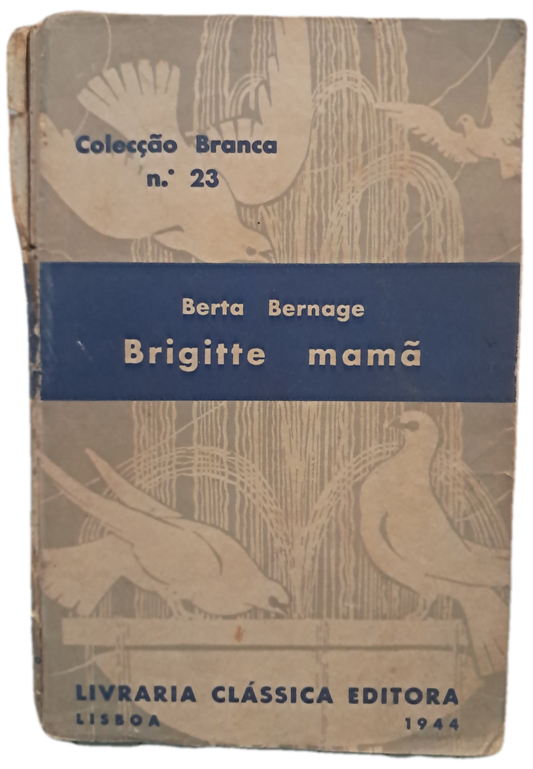 Colecção Branca
n.º 23
Berta Bernage
Brigitte mamã
LIVRARIA CLÁSSICA EDITORA
LISBOA 1944